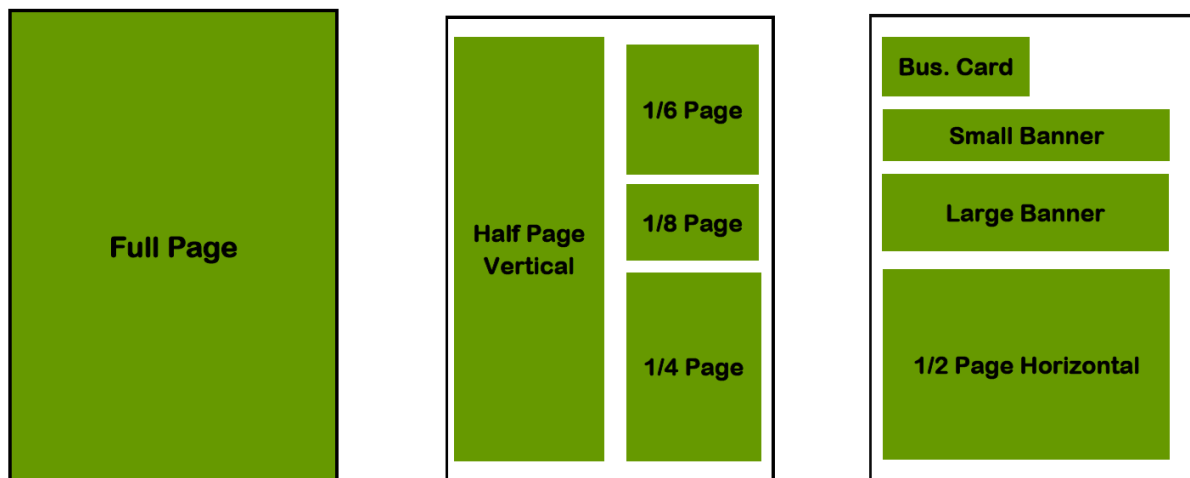 Full Page
Half Page
Vertical
1/6 Page
1/8 Page
1/4 Page
Bus. Card
Small Banner
Large Banner
1/2 Page Horizontal